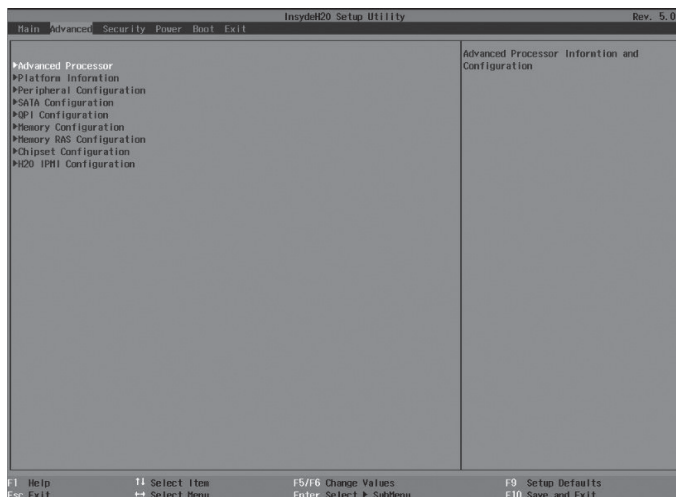 InsydeH2O Setup Utility Rev. 5.0
Main Advanced Security Power Boot Exit
▶Advanced Processor
▶Platform Informtion
▶Peripheral Configuration
▶SATA Configuration
▶QPI Configuration
▶Memory Configuration
▶Memory RAS Configuration
▶Chipset Configuration
▶H2O IPMI Configuration
Advanced Processor Informtion and
Configuration
F1 Help ↑↓ Select Item F5/F6 Change Values F9 Setup Defaults
Esc Exit ↔ Select Menu Enter Select ▶ SubMenu F10 Save and Exit